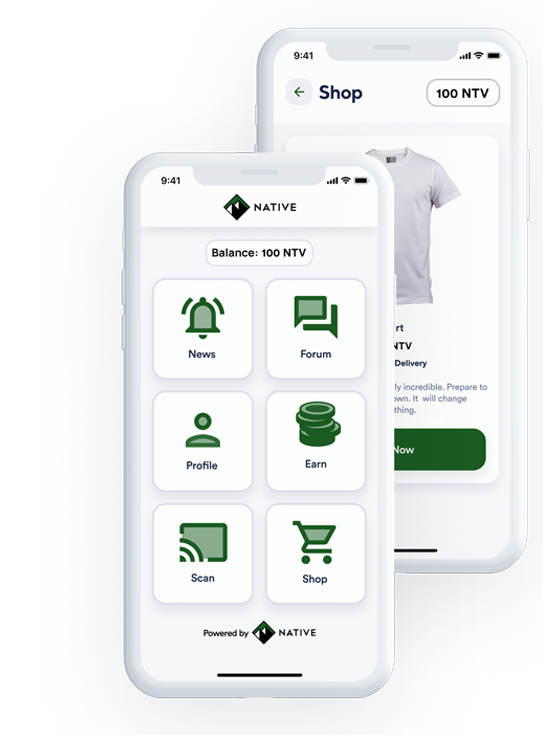 9:41
Shop
100 NTV
rt
NTV
Delivery
ly incredible. Prepare to
own. It will change
thing.
Now
9:41
NATIVE
Balance: 100 NTV
News
Forum
Profile
Earn
Scan
Shop
Powered by NATIVE